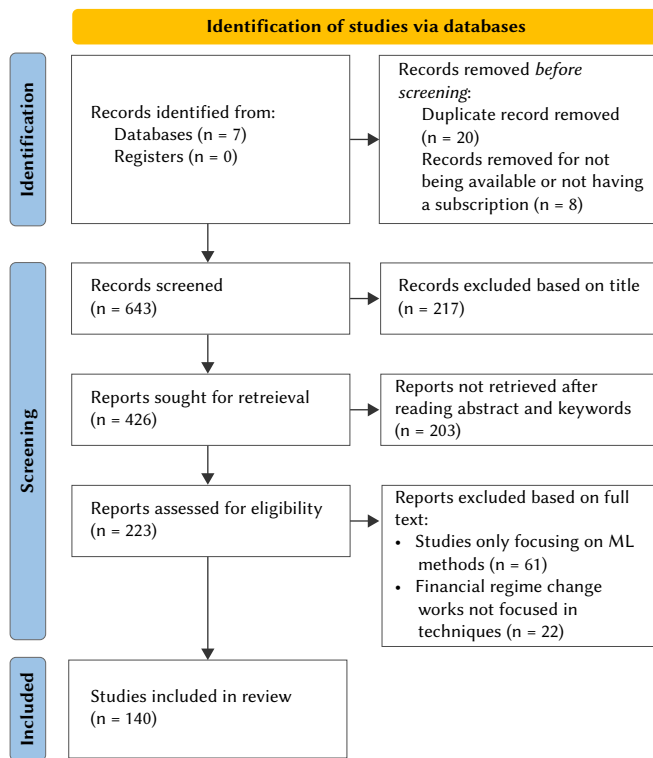 Identification of studies via databases
Identification
Records identified from:
Databases (n = 7)
Registers (n = 0)
Records removed before
screening:
Duplicate record removed
(n = 20)
Records removed for not
being available or not having
a subscription (n = 8)
Screening
Records screened
(n = 643)
Records excluded based on title
(n = 217)
Reports sought for retreieval
(n = 426)
Reports not retrieved after
reading abstract and keywords
(n = 203)
Reports assessed for eligibility
(n = 223)
Reports excluded based on full
text:
• Studies only focusing on ML
methods (n = 61)
• Financial regime change
works not focused in
techniques (n = 22)
Included
Studies included in review
(n = 140)